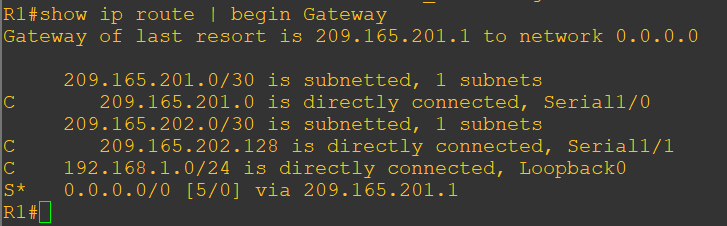 R1#show ip route | begin Gateway
Gateway of last resort is 209.165.201.1 to network 0.0.0.0
209.165.201.0/30 is subnetted, 1 subnets
C 209.165.201.0 is directly connected, Serial1/0
209.165.202.0/30 is subnetted, 1 subnets
C 209.165.202.128 is directly connected, Serial1/1
C 192.168.1.0/24 is directly connected, Loopback0
S* 0.0.0.0/0 [5/0] via 209.165.201.1
R1#